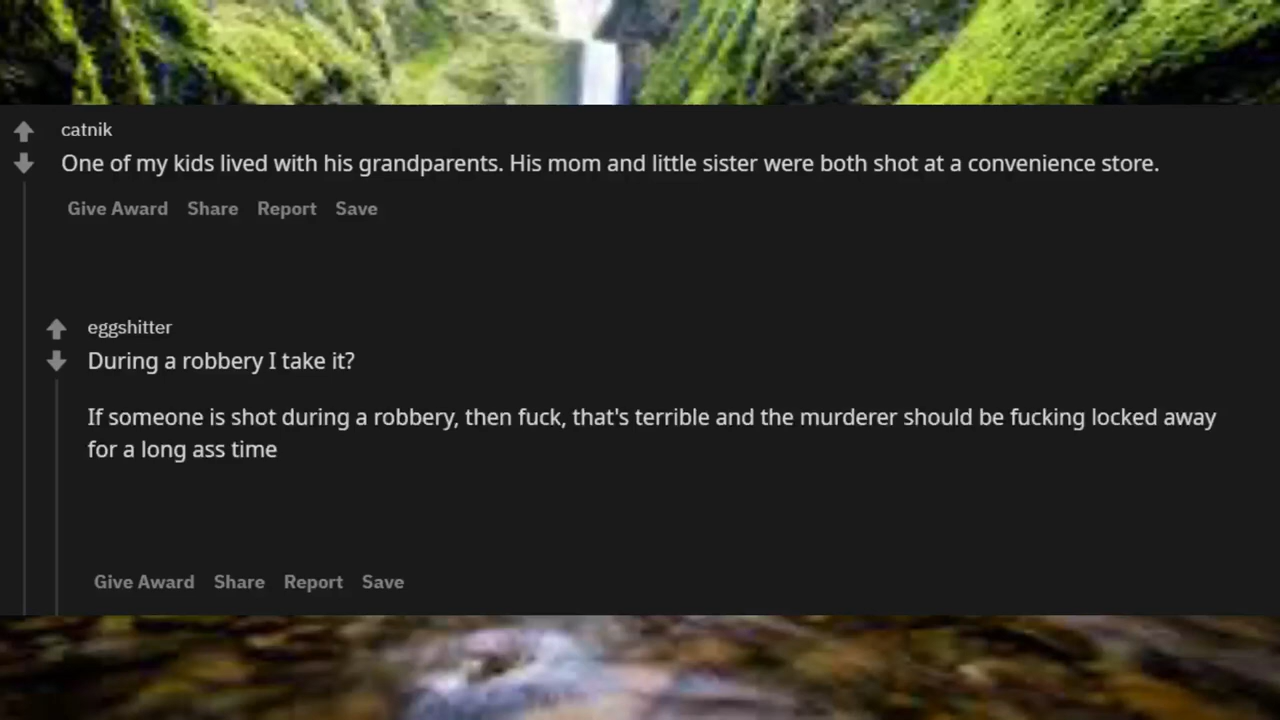 catnik
One of my kids lived with his grandparents. His mom and little sister were both shot at a convenience store.
Give Award Share Report Save
eggshitter
During a robbery I take it?
If someone is shot during a robbery, then fuck, that's terrible and the murderer should be fucking locked away
for a long ass time
Give Award Share Report Save